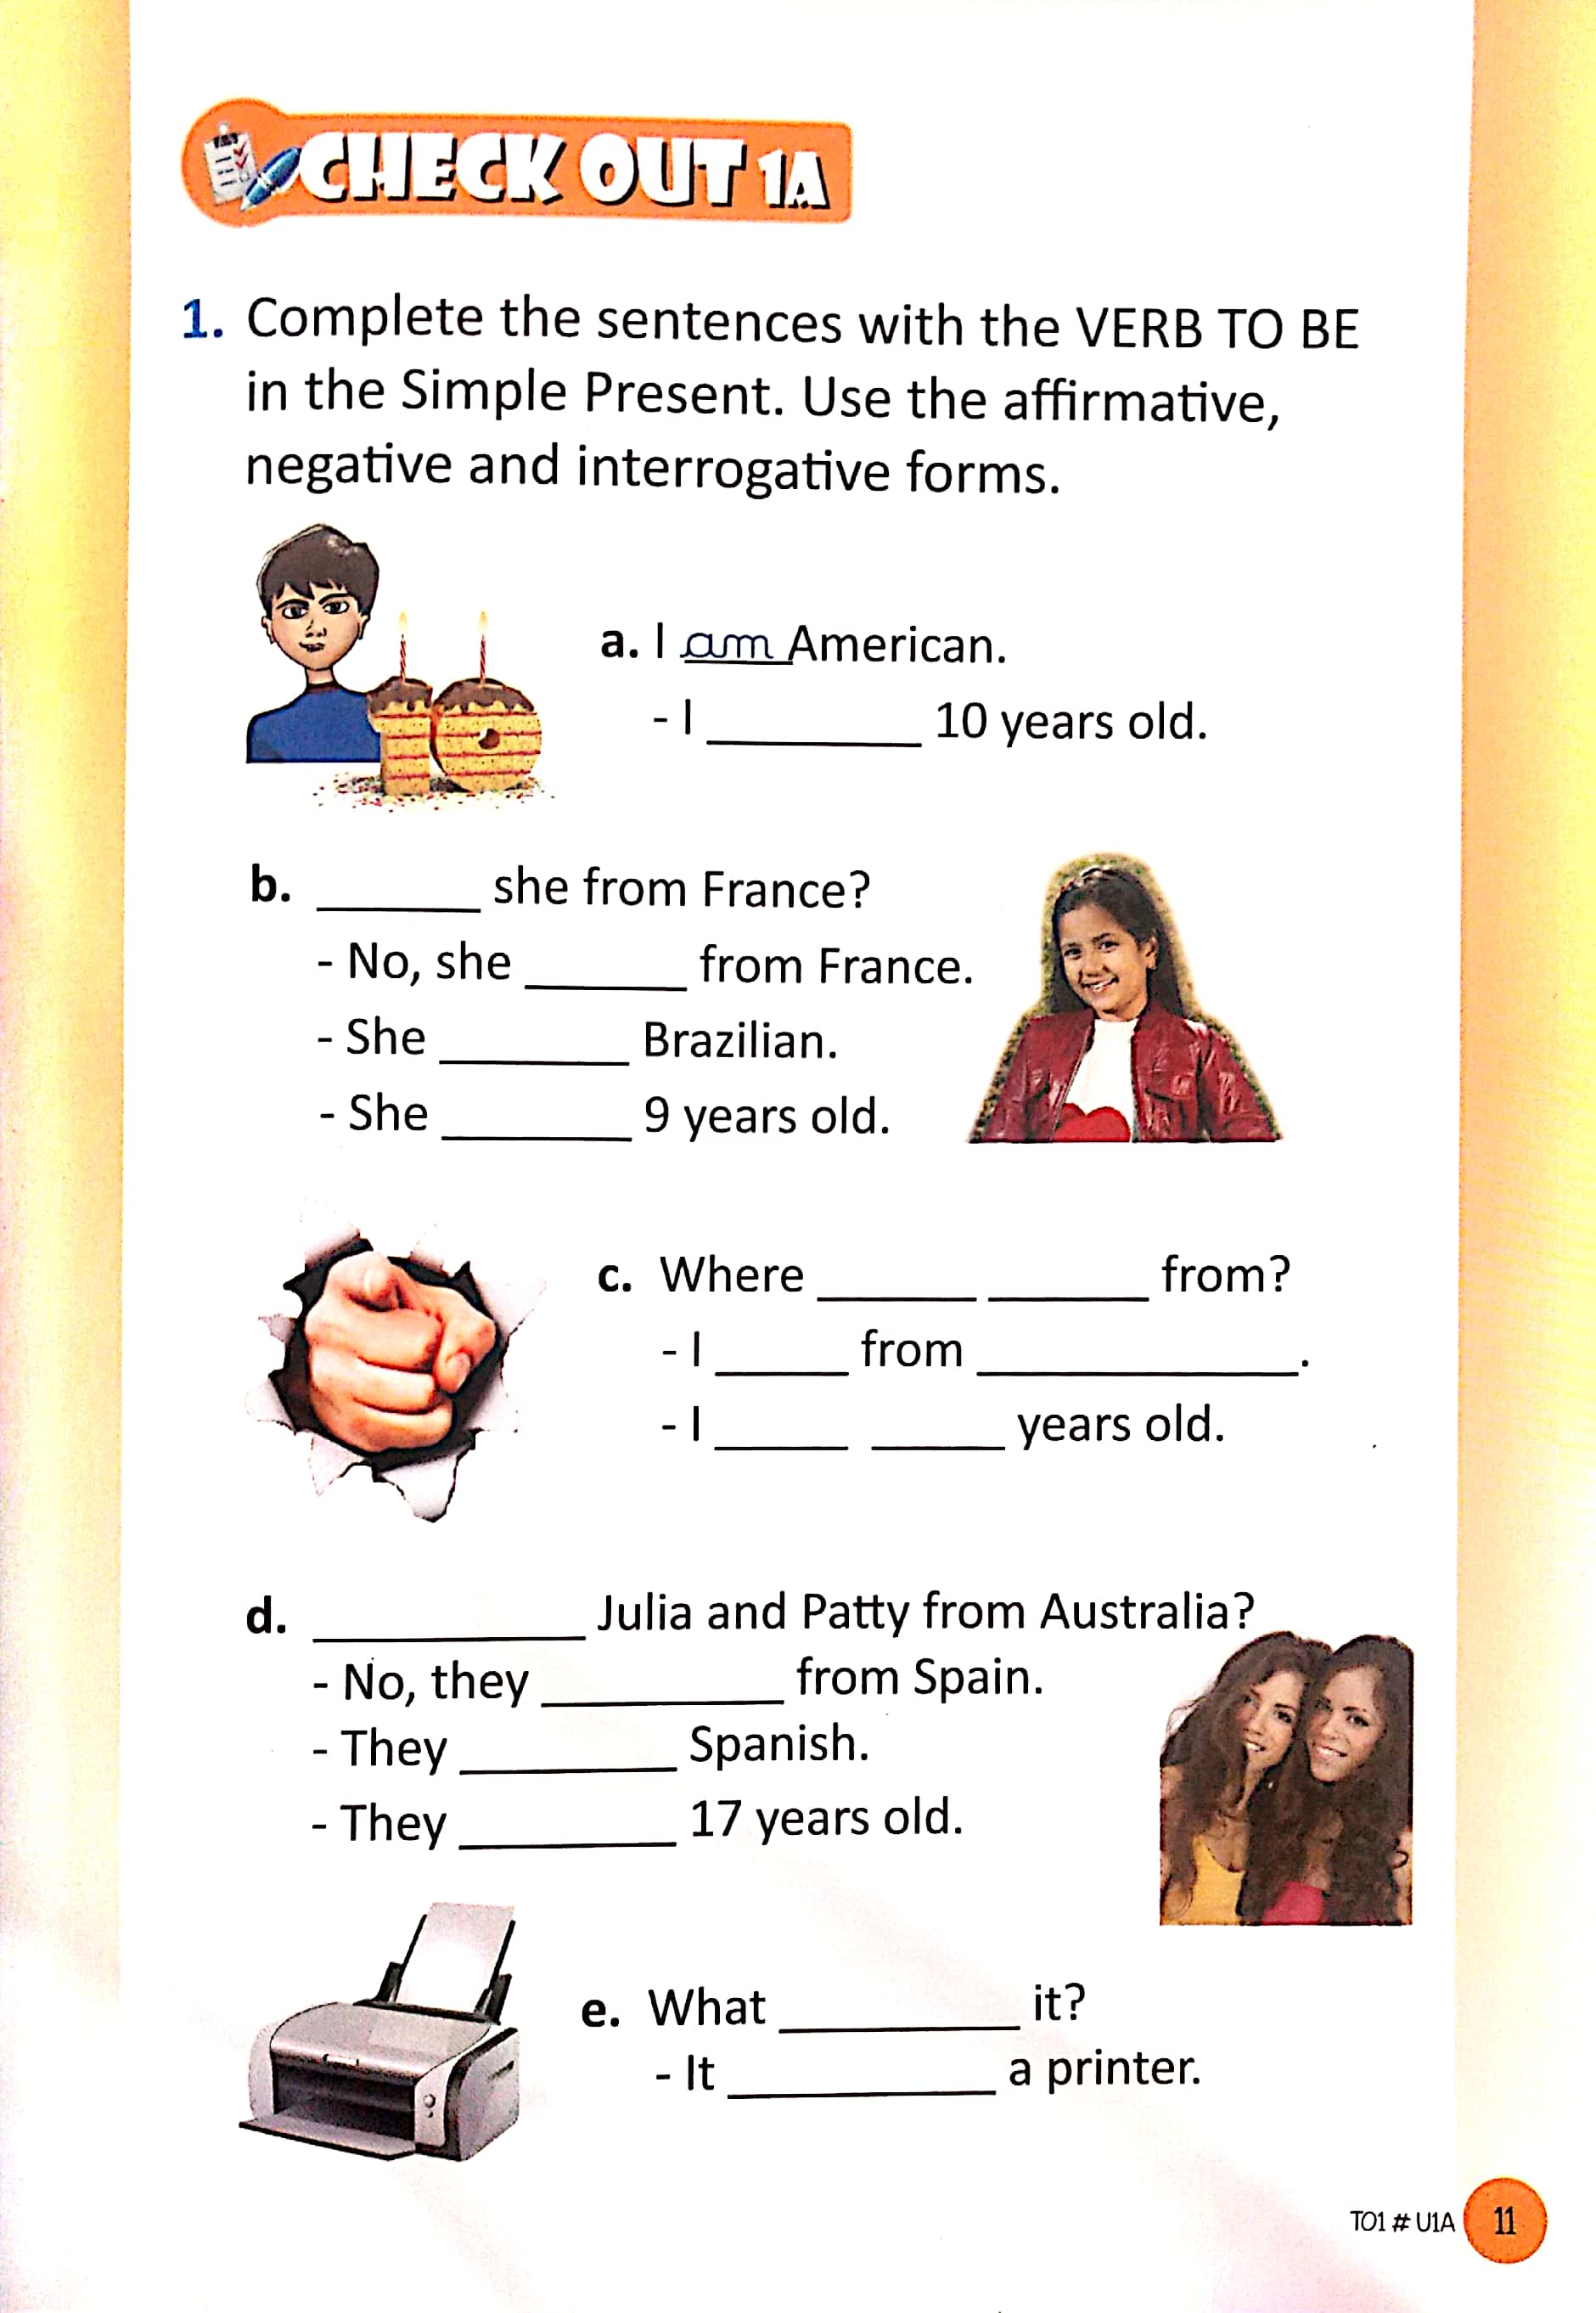 CHECK OUT 1A
1. Complete the sentences with the VERB TO BE
in the Simple Present. Use the affirmative,
negative and interrogative forms.
a. I am American.
- I ________ 10 years old.
b. ______ she from France?
- No, she ______ from France.
- She _______ Brazilian.
- She _______ 9 years old.
c. Where ______ ______ from?
- I _____ from ____________.
- I _____ _____ years old.
d. __________ Julia and Patty from Australia?
- No, they _________ from Spain.
- They ________ Spanish.
- They ________ 17 years old.
e. What _________ it?
- It __________ a printer.
TO1 # U1A 11